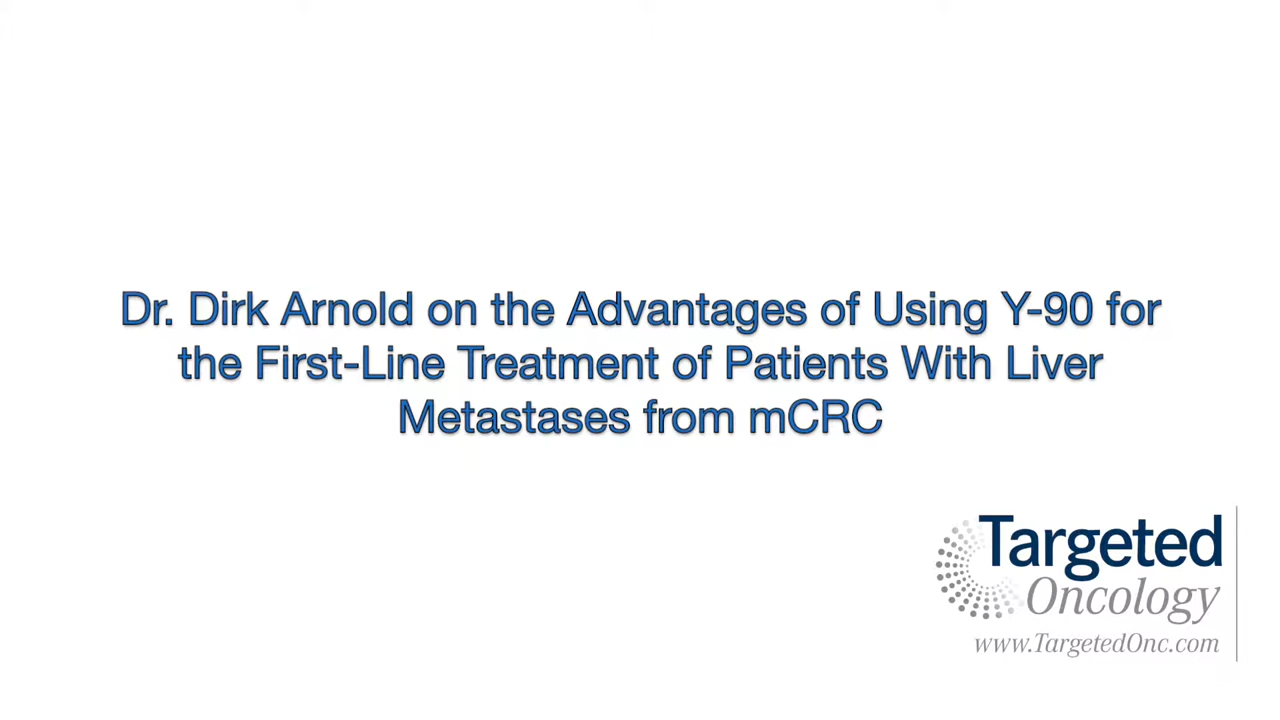 Dr. Dirk Arnold on the Advantages of Using Y-90 for
the First-Line Treatment of Patients With Liver
Metastases from mCRC
Targeted
Oncology
www.TargetedOnc.com